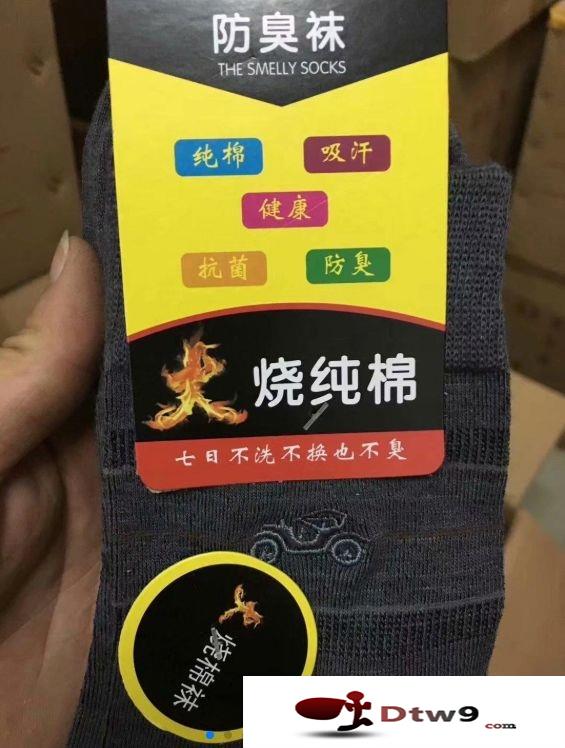 防臭袜
THE SMELLY SOCKS
纯棉 吸汗
健康
抗菌 防臭
火烧纯棉
七日不洗不换也不臭
烧棉袜
Dtw9.com